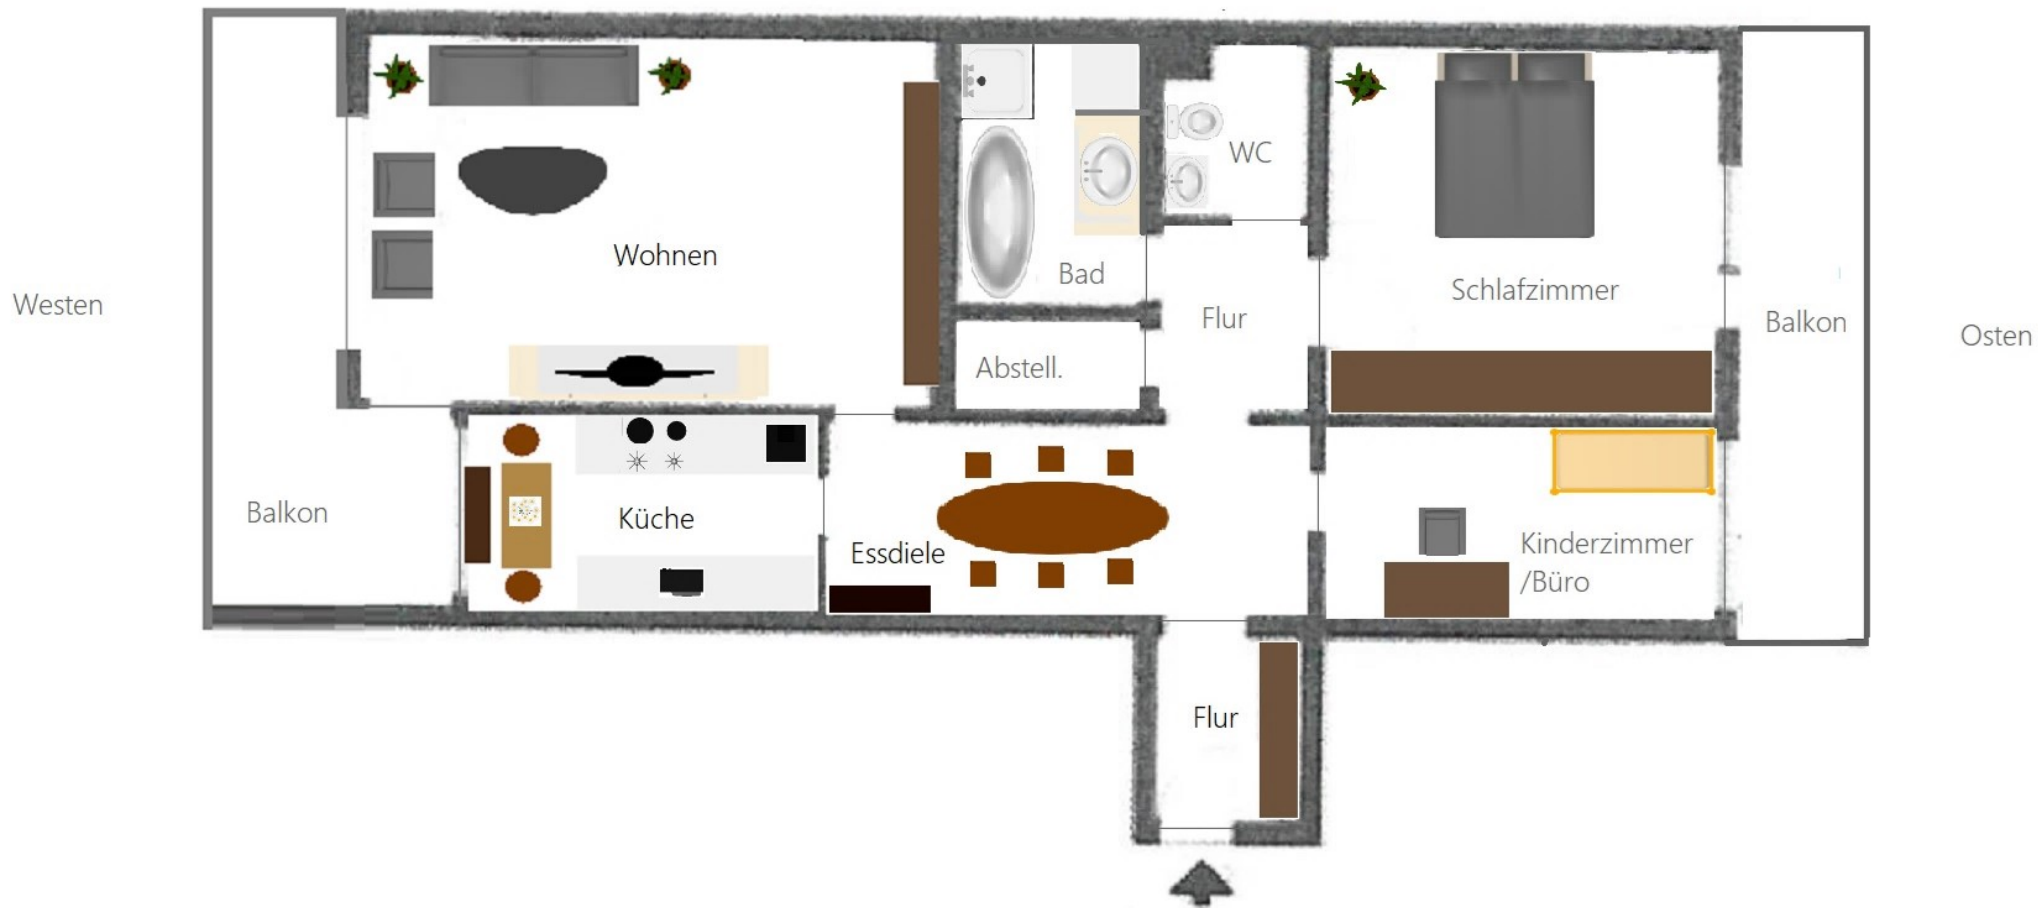 WC
Wohnen
Bad
Schlafzimmer
Westen
Flur
Balkon
Osten
Abstell.
Balkon
Küche
Essdiele
Kinderzimmer
/Büro
Flur